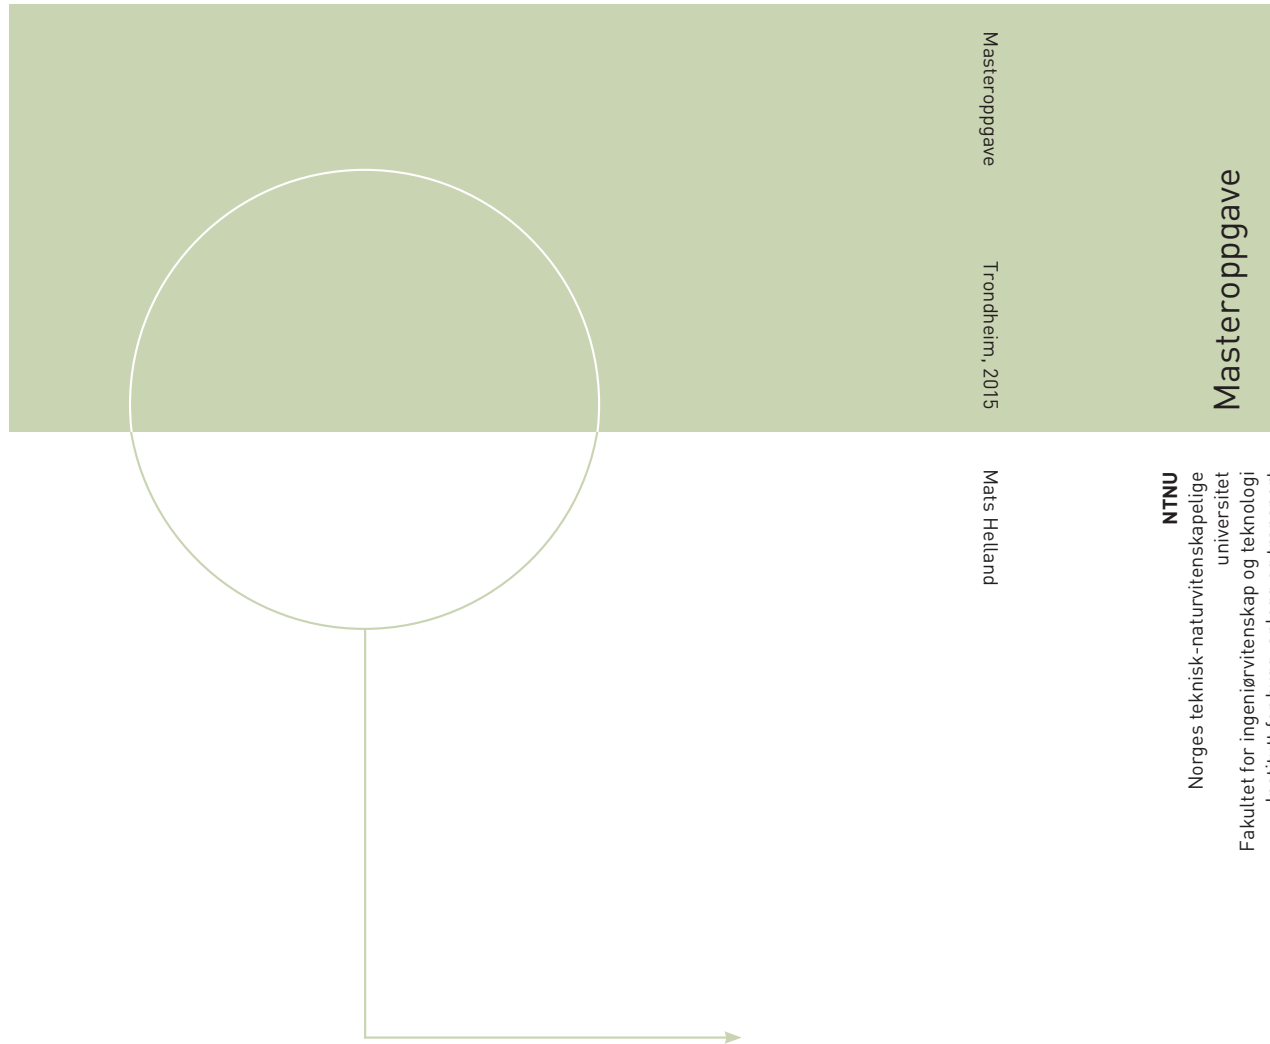 Masteroppgave
Trondheim, 2015
Mats Helland
Masteroppgave
NTNU
Norges teknisk-naturvitenskapelige
universitet
Fakultet for ingeniørvitenskap og teknologi